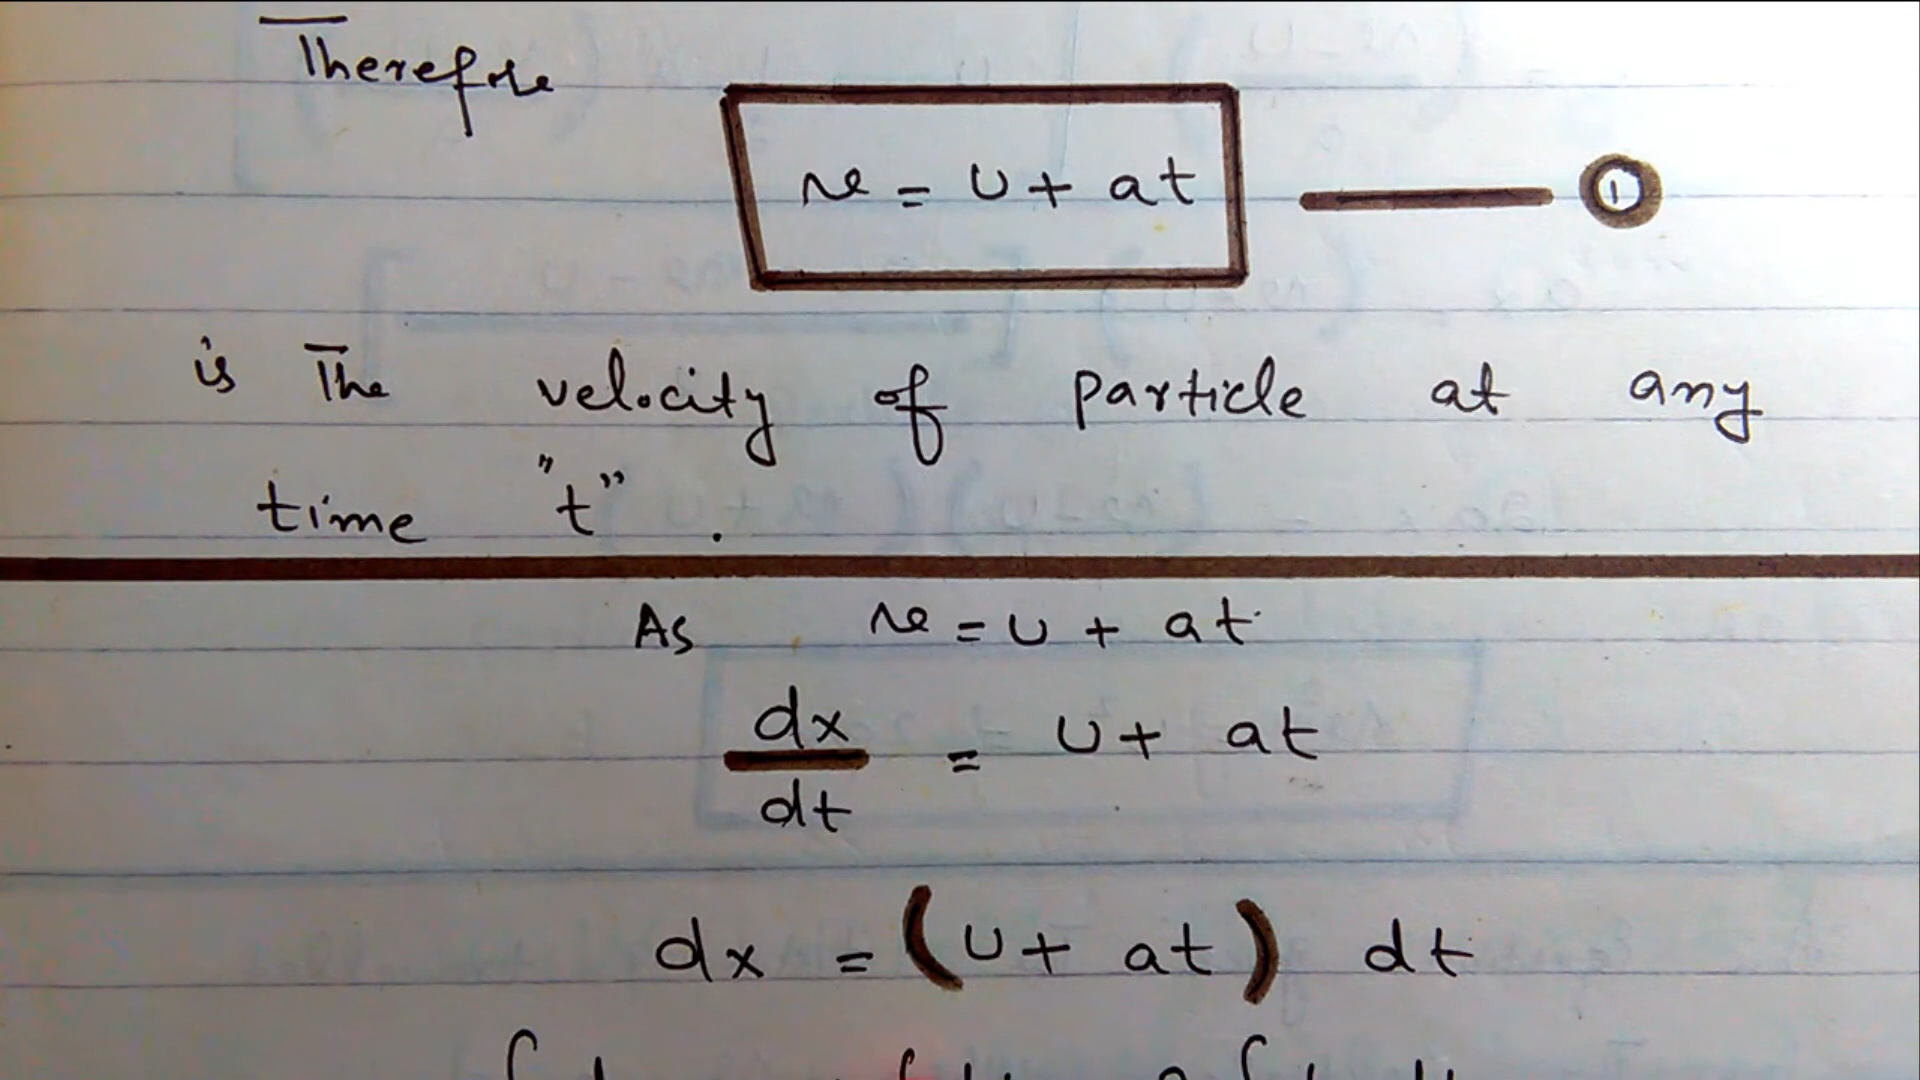 Therefore
v = u + at ——— ①
is The velocity of particle at any
time "t" .
As v = u + at
dx/dt = u + at
dx = (u + at) dt